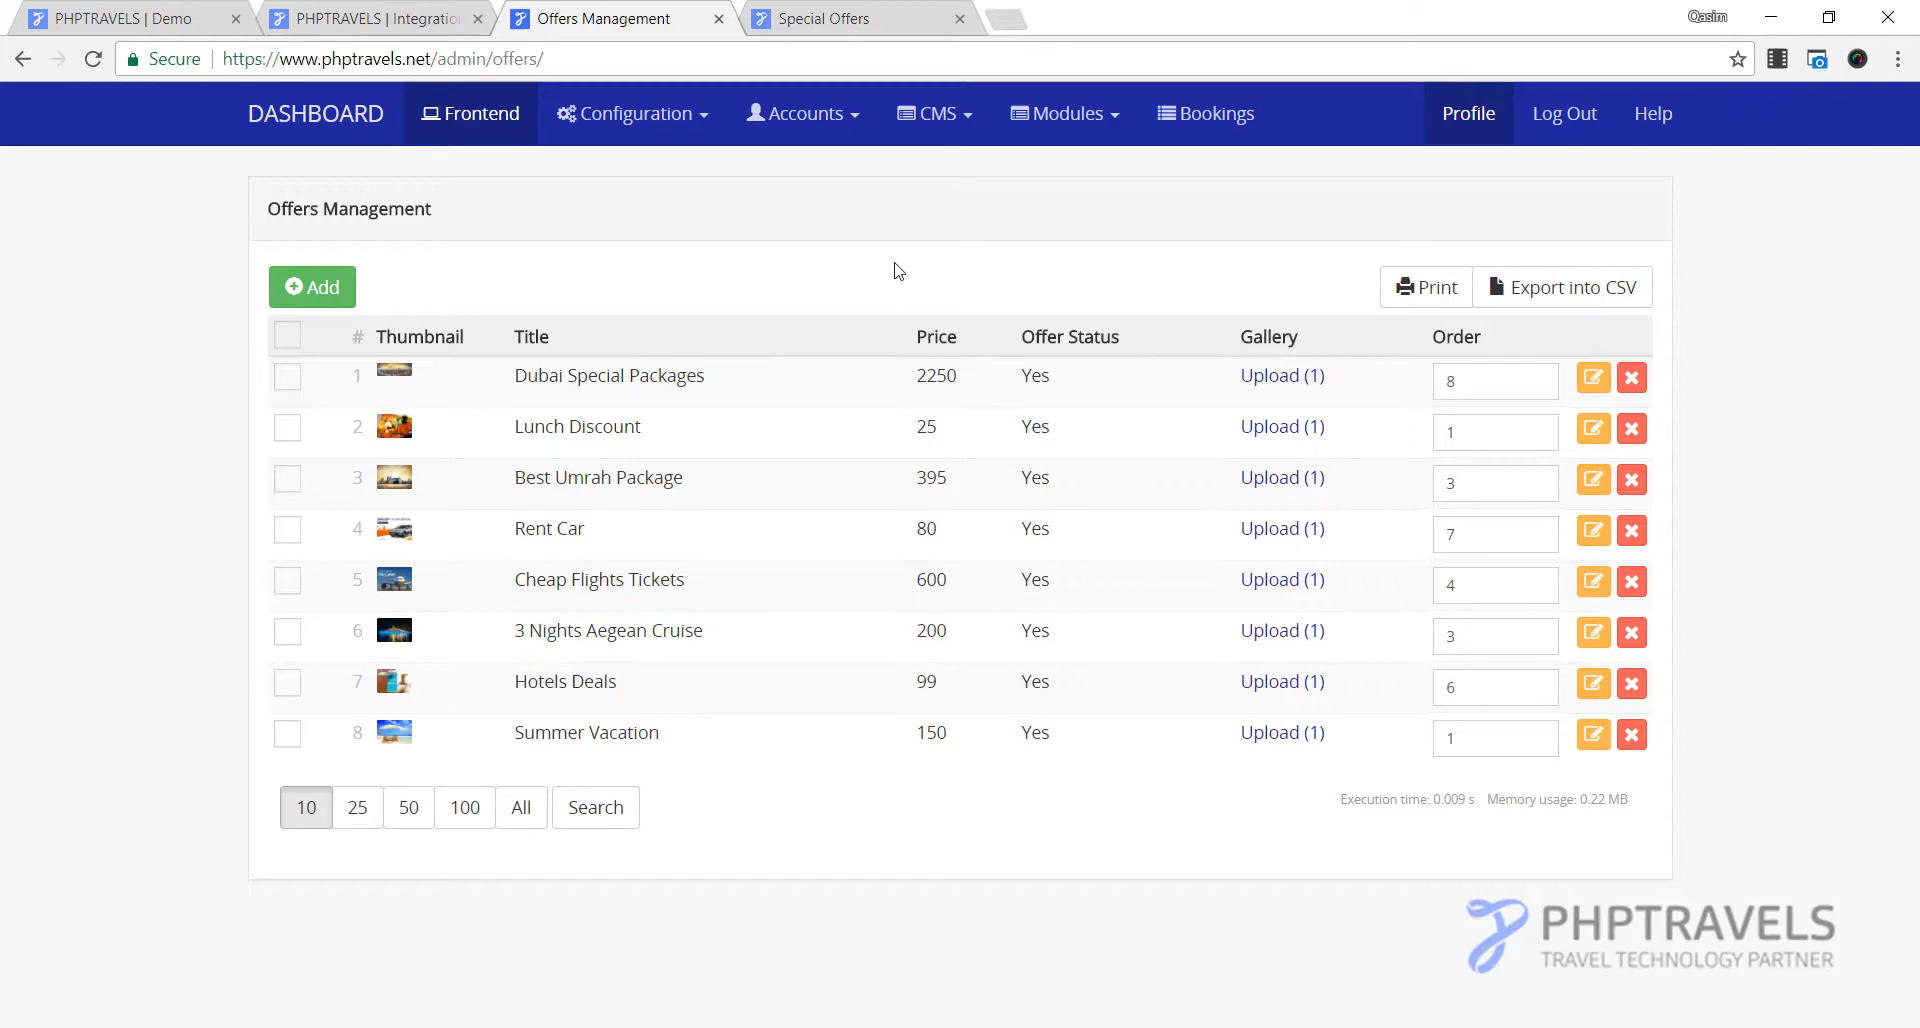 PHPTRAVELS | Demo
PHPTRAVELS | Integratio
Offers Management
Special Offers
Qasim
Secure https://www.phptravels.net/admin/offers/
DASHBOARD Frontend Configuration Accounts CMS Modules Bookings Profile Log Out Help
Offers Management
Add Print Export into CSV
# Thumbnail Title Price Offer Status Gallery Order
1 Dubai Special Packages 2250 Yes Upload (1) 8
2 Lunch Discount 25 Yes Upload (1) 1
3 Best Umrah Package 395 Yes Upload (1) 3
4 Rent Car 80 Yes Upload (1) 7
5 Cheap Flights Tickets 600 Yes Upload (1) 4
6 3 Nights Aegean Cruise 200 Yes Upload (1) 3
7 Hotels Deals 99 Yes Upload (1) 6
8 Summer Vacation 150 Yes Upload (1) 1
10 25 50 100 All Search
Execution time: 0.009 s Memory usage: 0.22 MB
PHPTRAVELS
TRAVEL TECHNOLOGY PARTNER